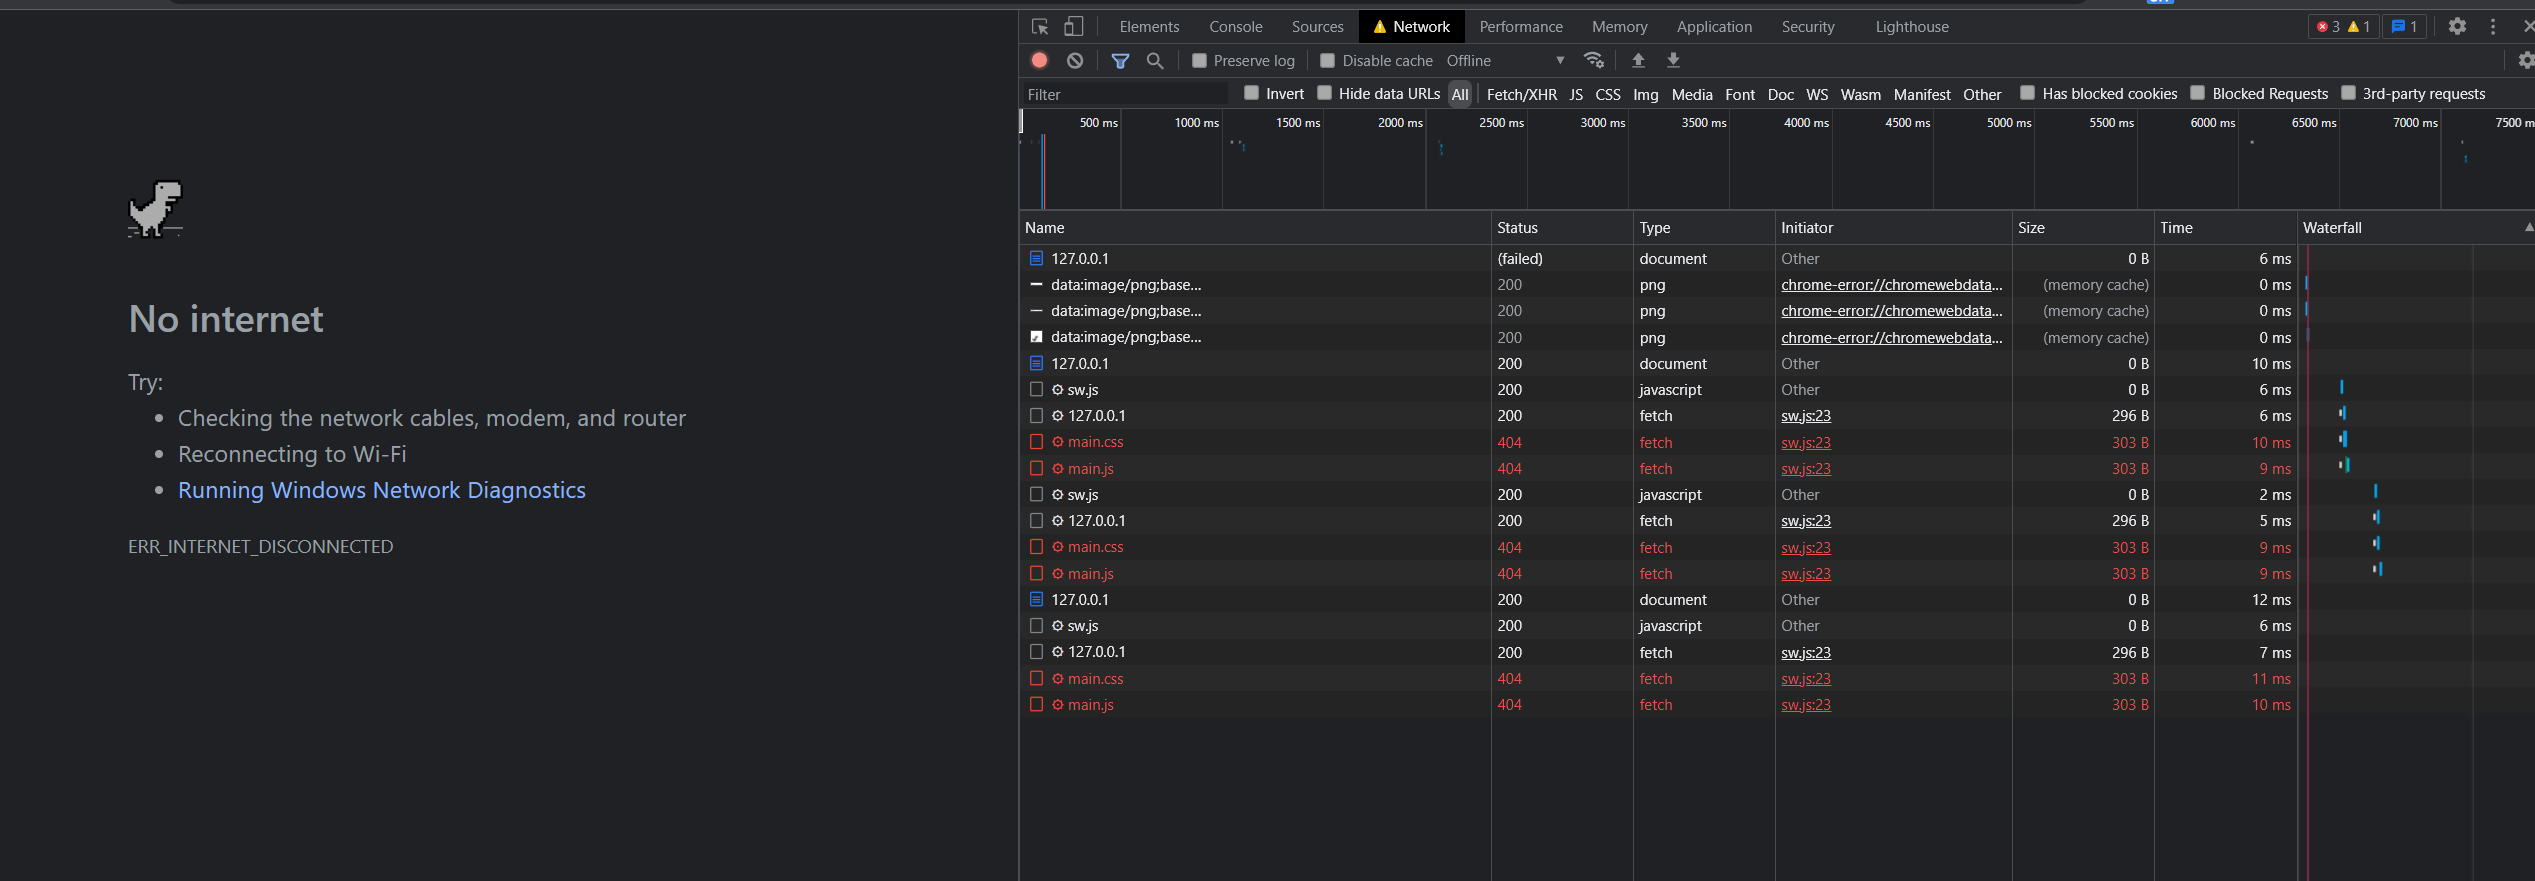 Elements Console Sources Network Performance Memory Application Security Lighthouse 3 1 1
Preserve log Disable cache Offline
Filter Invert Hide data URLs All Fetch/XHR JS CSS Img Media Font Doc WS Wasm Manifest Other Has blocked cookies Blocked Requests 3rd-party requests
500 ms 1000 ms 1500 ms 2000 ms 2500 ms 3000 ms 3500 ms 4000 ms 4500 ms 5000 ms 5500 ms 6000 ms 6500 ms 7000 ms 7500 m
Name Status Type Initiator Size Time Waterfall
127.0.0.1 (failed) document Other 0 B 6 ms
data:image/png;base... 200 png chrome-error://chromewebdata... (memory cache) 0 ms
data:image/png;base... 200 png chrome-error://chromewebdata... (memory cache) 0 ms
data:image/png;base... 200 png chrome-error://chromewebdata... (memory cache) 0 ms
127.0.0.1 200 document Other 0 B 10 ms
sw.js 200 javascript Other 0 B 6 ms
127.0.0.1 200 fetch sw.js:23 296 B 6 ms
main.css 404 fetch sw.js:23 303 B 10 ms
main.js 404 fetch sw.js:23 303 B 9 ms
sw.js 200 javascript Other 0 B 2 ms
127.0.0.1 200 fetch sw.js:23 296 B 5 ms
main.css 404 fetch sw.js:23 303 B 9 ms
main.js 404 fetch sw.js:23 303 B 9 ms
127.0.0.1 200 document Other 0 B 12 ms
sw.js 200 javascript Other 0 B 6 ms
127.0.0.1 200 fetch sw.js:23 296 B 7 ms
main.css 404 fetch sw.js:23 303 B 11 ms
main.js 404 fetch sw.js:23 303 B 10 ms
No internet
Try:
Checking the network cables, modem, and router
Reconnecting to Wi-Fi
Running Windows Network Diagnostics
ERR_INTERNET_DISCONNECTED